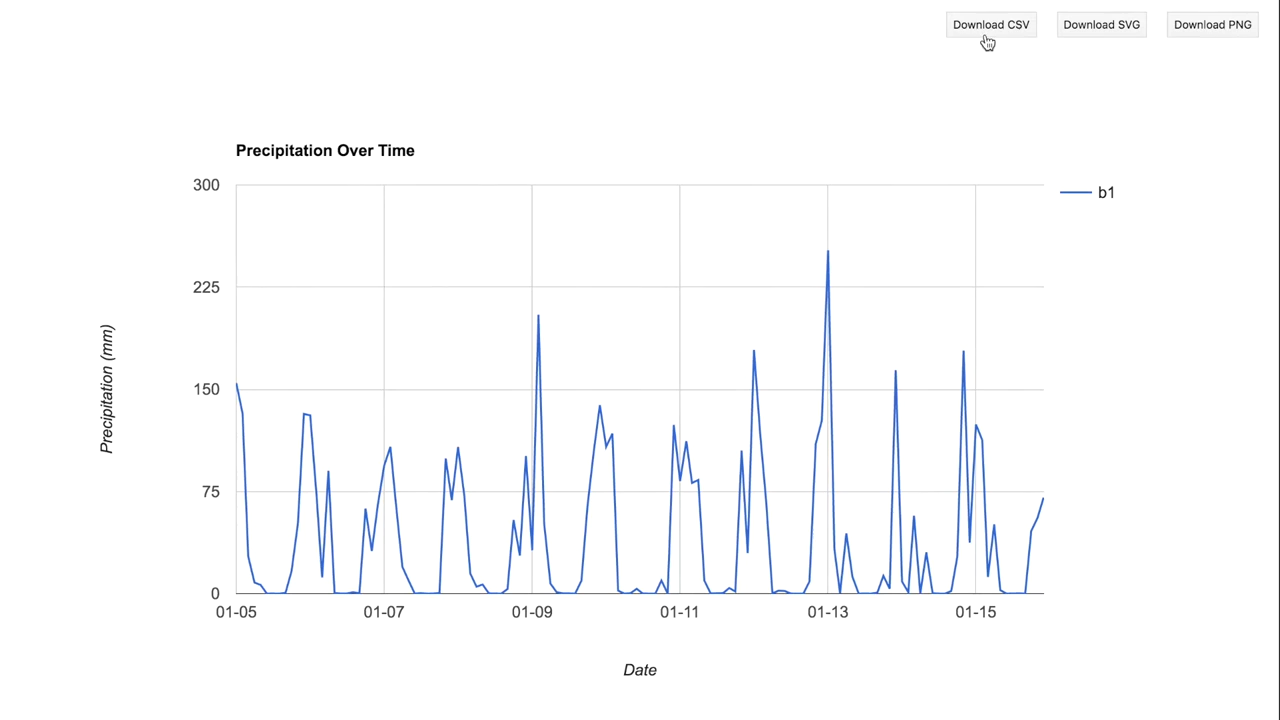 Download CSV Download SVG Download PNG
Precipitation Over Time
300
b1
225
150
75
0
Precipitation (mm)
01-05 01-07 01-09 01-11 01-13 01-15
Date